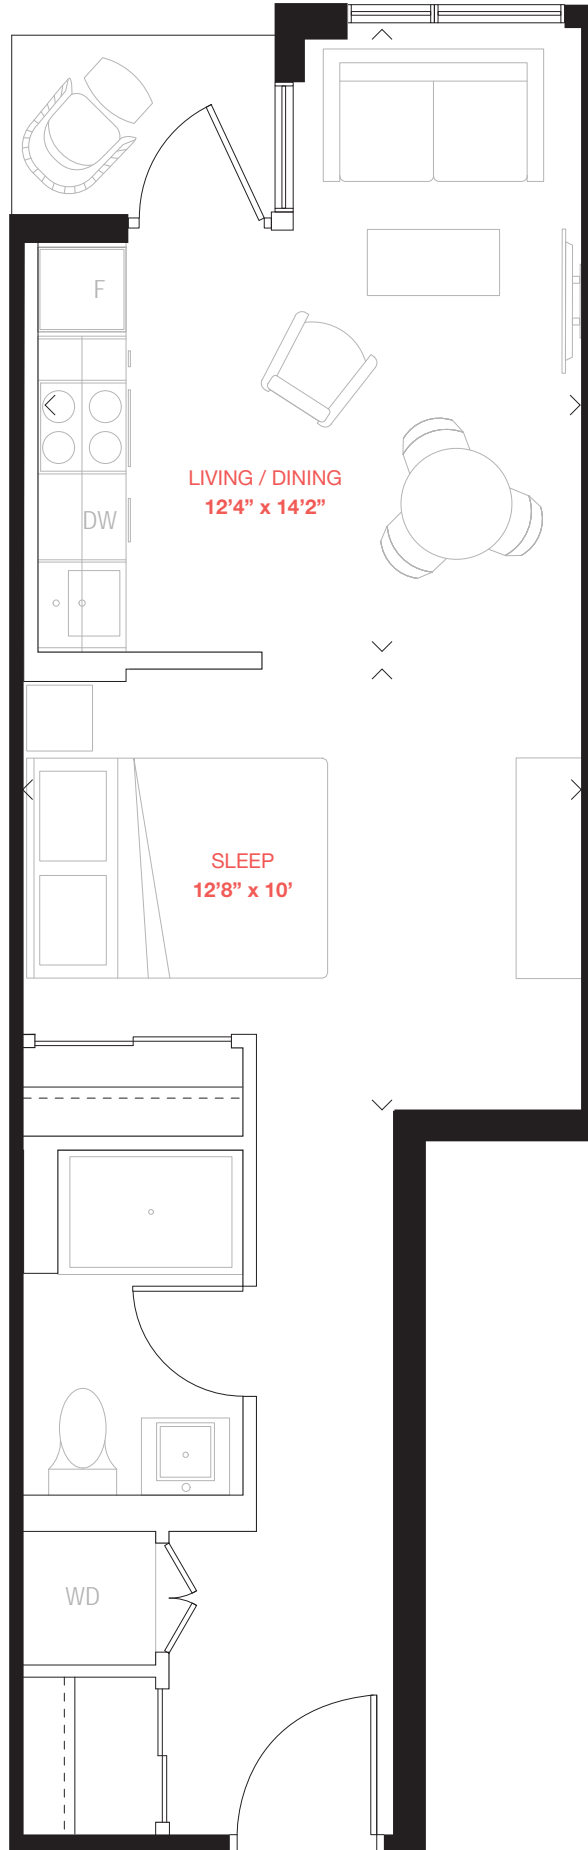 F
DW
LIVING / DINING
12’4” x 14’2”
SLEEP
12’8” x 10’
WD